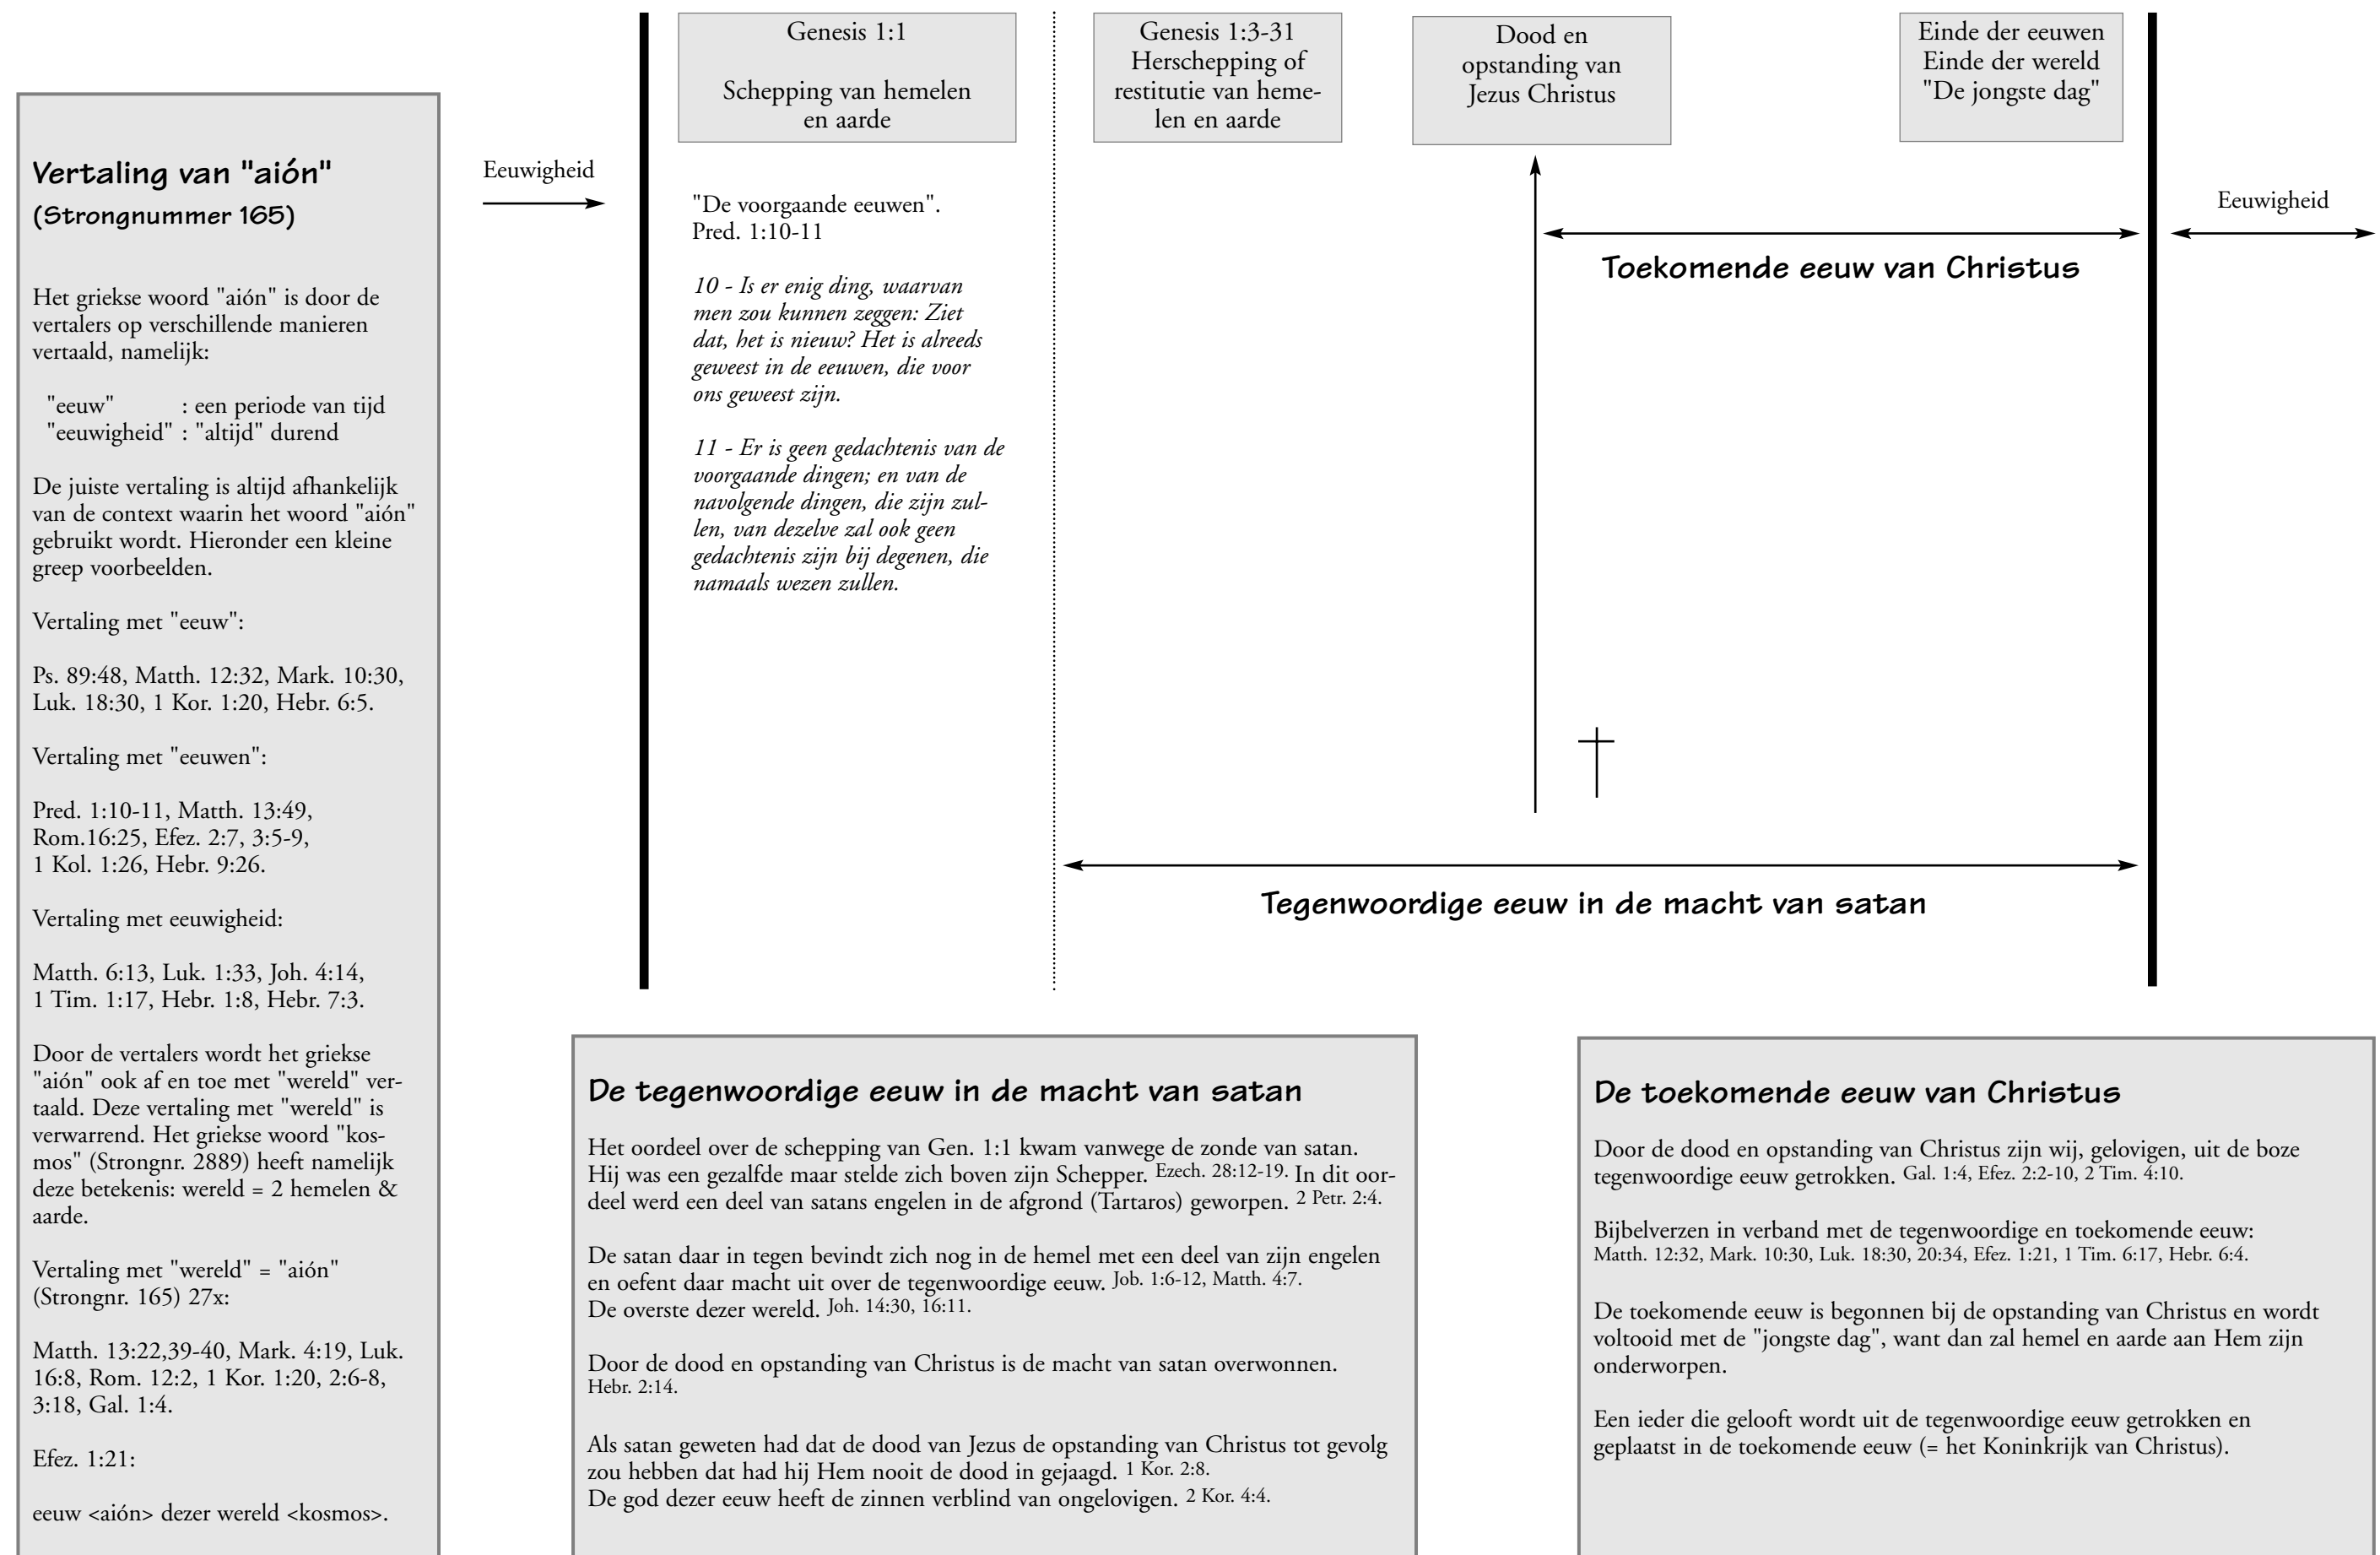 Vertaling van "aión"
(Strongnummer 165)
Het griekse woord "aión" is door de
vertalers op verschillende manieren
vertaald, namelijk:
"eeuw" : een periode van tijd
"eeuwigheid" : "altijd" durend
De juiste vertaling is altijd afhankelijk
van de context waarin het woord "aión"
gebruikt wordt. Hieronder een kleine
greep voorbeelden.
Vertaling met "eeuw":
Ps. 89:48, Matth. 12:32, Mark. 10:30,
Luk. 18:30, 1 Kor. 1:20, Hebr. 6:5.
Vertaling met "eeuwen":
Pred. 1:10-11, Matth. 13:49,
Rom.16:25, Efez. 2:7, 3:5-9,
1 Kol. 1:26, Hebr. 9:26.
Vertaling met eeuwigheid:
Matth. 6:13, Luk. 1:33, Joh. 4:14,
1 Tim. 1:17, Hebr. 1:8, Hebr. 7:3.
Door de vertalers wordt het griekse
"aión" ook af en toe met "wereld" ver-
taald. Deze vertaling met "wereld" is
verwarrend. Het griekse woord "kos-
mos" (Strongnr. 2889) heeft namelijk
deze betekenis: wereld = 2 hemelen &
aarde.
Vertaling met "wereld" = "aión"
(Strongnr. 165) 27x:
Matth. 13:22,39-40, Mark. 4:19, Luk.
16:8, Rom. 12:2, 1 Kor. 1:20, 2:6-8,
3:18, Gal. 1:4.
Efez. 1:21:
eeuw <aión> dezer wereld <kosmos>.
Eeuwigheid
Genesis 1:1
Schepping van hemelen
en aarde
"De voorgaande eeuwen".
Pred. 1:10-11
10 - Is er enig ding, waarvan
men zou kunnen zeggen: Ziet
dat, het is nieuw? Het is alreeds
geweest in de eeuwen, die voor
ons geweest zijn.
11 - Er is geen gedachtenis van de
voorgaande dingen; en van de
navolgende dingen, die zijn zul-
len, van dezelve zal ook geen
gedachtenis zijn bij degenen, die
namaals wezen zullen.
Genesis 1:3-31
Herschepping of
restitutie van heme-
len en aarde
Dood en
opstanding van
Jezus Christus
Einde der eeuwen
Einde der wereld
"De jongste dag"
Eeuwigheid
Toekomende eeuw van Christus
Tegenwoordige eeuw in de macht van satan
De tegenwoordige eeuw in de macht van satan
Het oordeel over de schepping van Gen. 1:1 kwam vanwege de zonde van satan.
Hij was een gezalfde maar stelde zich boven zijn Schepper. Ezech. 28:12-19. In dit oor-
deel werd een deel van satans engelen in de afgrond (Tartaros) geworpen. 2 Petr. 2:4.
De satan daar in tegen bevindt zich nog in de hemel met een deel van zijn engelen
en oefent daar macht uit over de tegenwoordige eeuw. Job. 1:6-12, Matth. 4:7.
De overste dezer wereld. Joh. 14:30, 16:11.
Door de dood en opstanding van Christus is de macht van satan overwonnen.
Hebr. 2:14.
Als satan geweten had dat de dood van Jezus de opstanding van Christus tot gevolg
zou hebben dat had hij Hem nooit de dood in gejaagd. 1 Kor. 2:8.
De god dezer eeuw heeft de zinnen verblind van ongelovigen. 2 Kor. 4:4.
De toekomende eeuw van Christus
Door de dood en opstanding van Christus zijn wij, gelovigen, uit de boze
tegenwoordige eeuw getrokken. Gal. 1:4, Efez. 2:2-10, 2 Tim. 4:10.
Bijbelverzen in verband met de tegenwoordige en toekomende eeuw:
Matth. 12:32, Mark. 10:30, Luk. 18:30, 20:34, Efez. 1:21, 1 Tim. 6:17, Hebr. 6:4.
De toekomende eeuw is begonnen bij de opstanding van Christus en wordt
voltooid met de "jongste dag", want dan zal hemel en aarde aan Hem zijn
onderworpen.
Een ieder die gelooft wordt uit de tegenwoordige eeuw getrokken en
geplaatst in de toekomende eeuw (= het Koninkrijk van Christus).